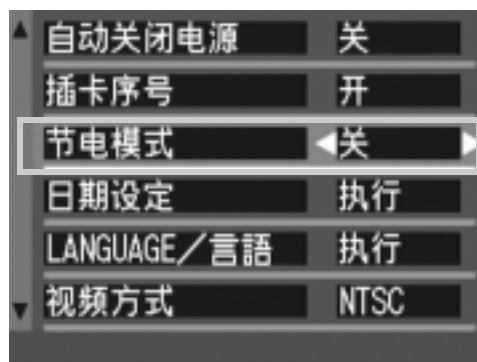 自动关闭电源 关
插卡序号 开
节电模式 关
日期设定 执行
LANGUAGE／言語 执行
视频方式 NTSC